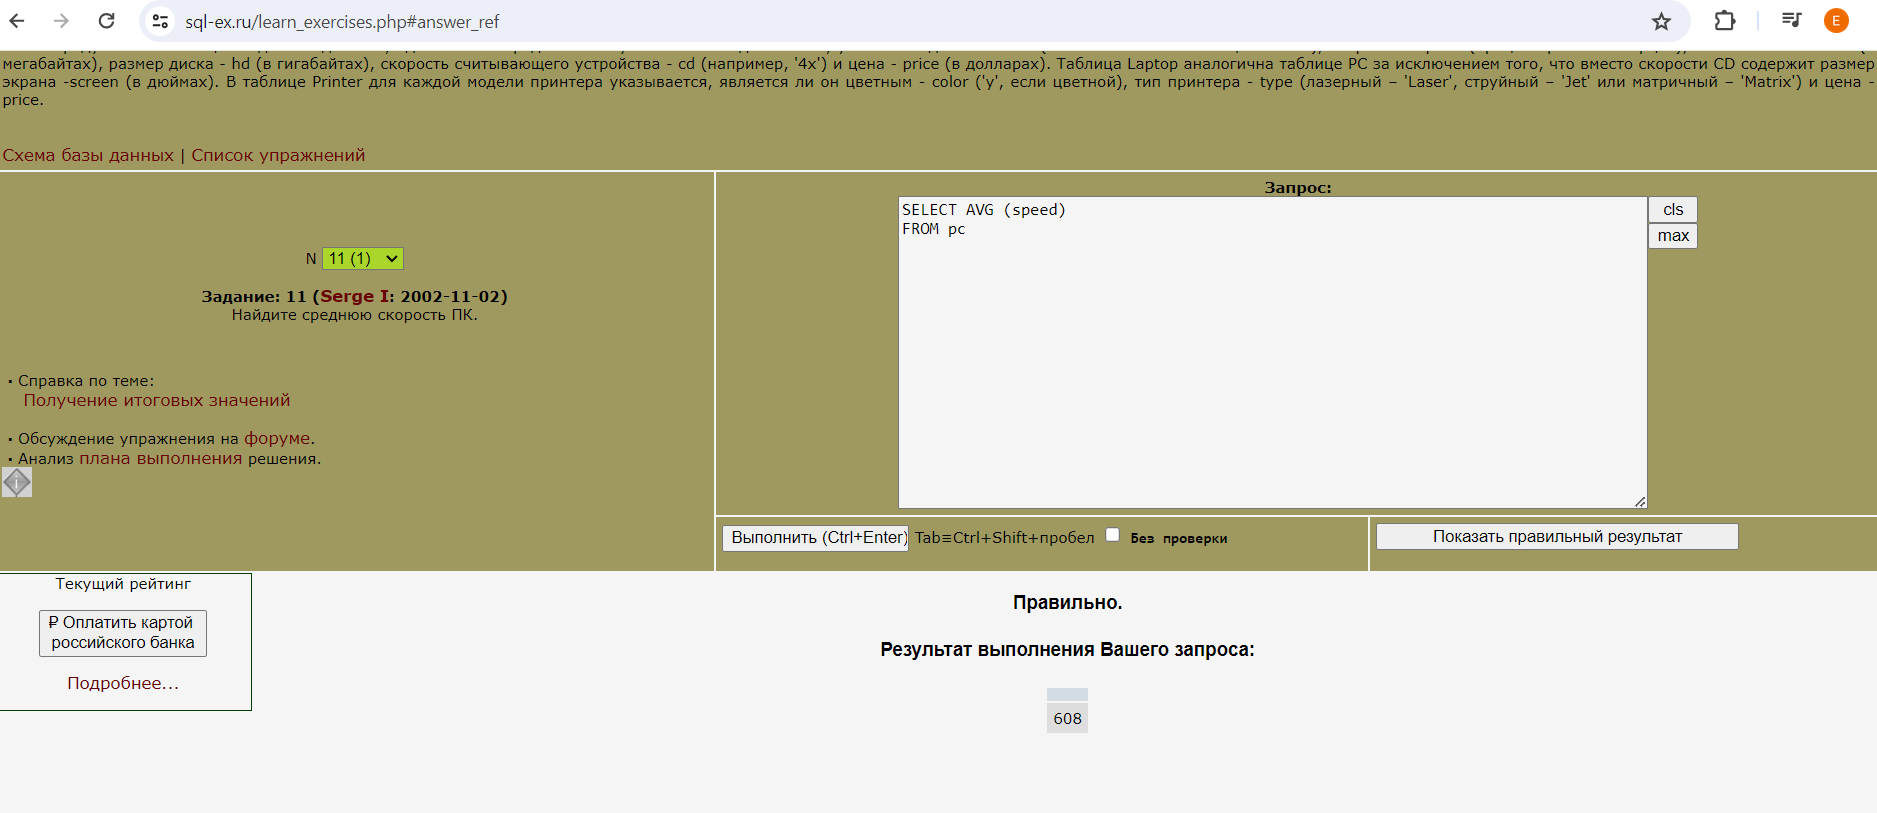 sql-ex.ru/learn_exercises.php#answer_ref
E
мегабайтах), размер диска - hd (в гигабайтах), скорость считывающего устройства - cd (например, '4x') и цена - price (в долларах). Таблица Laptop аналогична таблице PC за исключением того, что вместо скорости CD содержит размер
экрана -screen (в дюймах). В таблице Printer для каждой модели принтера указывается, является ли он цветным - color ('y', если цветной), тип принтера - type (лазерный – 'Laser', струйный – 'Jet' или матричный – 'Matrix') и цена -
price.
Схема базы данных | Список упражнений
N 11 (1)
Задание: 11 (Serge I: 2002-11-02)
Найдите среднюю скорость ПК.
· Справка по теме:
Получение итоговых значений
· Обсуждение упражнения на форуме.
· Анализ плана выполнения решения.
i
Запрос:
SELECT AVG (speed)
FROM pc
cls
max
Выполнить (Ctrl+Enter) Tab≡Ctrl+Shift+пробел Без проверки
Показать правильный результат
Текущий рейтинг
₽ Оплатить картой
российского банка
Подробнее...
Правильно.
Результат выполнения Вашего запроса:
608